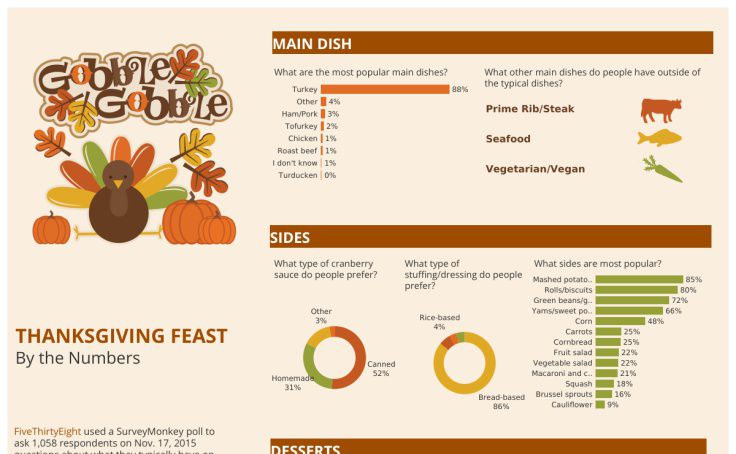 Gobble
Gobble
THANKSGIVING FEAST
By the Numbers
FiveThirtyEight used a SurveyMonkey poll to
ask 1,058 respondents on Nov. 17, 2015
questions about what they typically have on
MAIN DISH
What are the most popular main dishes?
Turkey 88%
Other 4%
Ham/Pork 3%
Tofurkey 2%
Chicken 1%
Roast beef 1%
I don't know 1%
Turducken 0%
What other main dishes do people have outside of
the typical dishes?
Prime Rib/Steak
Seafood
Vegetarian/Vegan
SIDES
What type of cranberry
sauce do people prefer?
Other
3%
Canned
52%
Homemade
31%
What type of
stuffing/dressing do people
prefer?
Rice-based
4%
Bread-based
86%
What sides are most popular?
Mashed potato.. 85%
Rolls/biscuits 80%
Green beans/g.. 72%
Yams/sweet po.. 66%
Corn 48%
Carrots 25%
Cornbread 25%
Fruit salad 22%
Vegetable salad 22%
Macaroni and c.. 21%
Squash 18%
Brussel sprouts 16%
Cauliflower 9%
DESSERTS